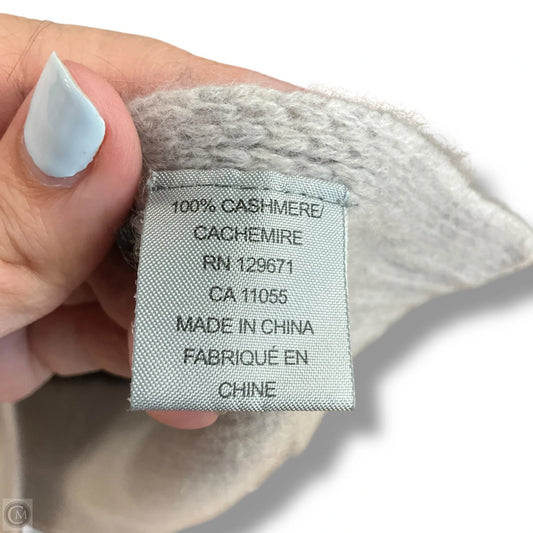 100% CASHMERE/
CACHEMIRE
RN 129671
CA 11055
MADE IN CHINA
FABRIQUÉ EN
CHINE